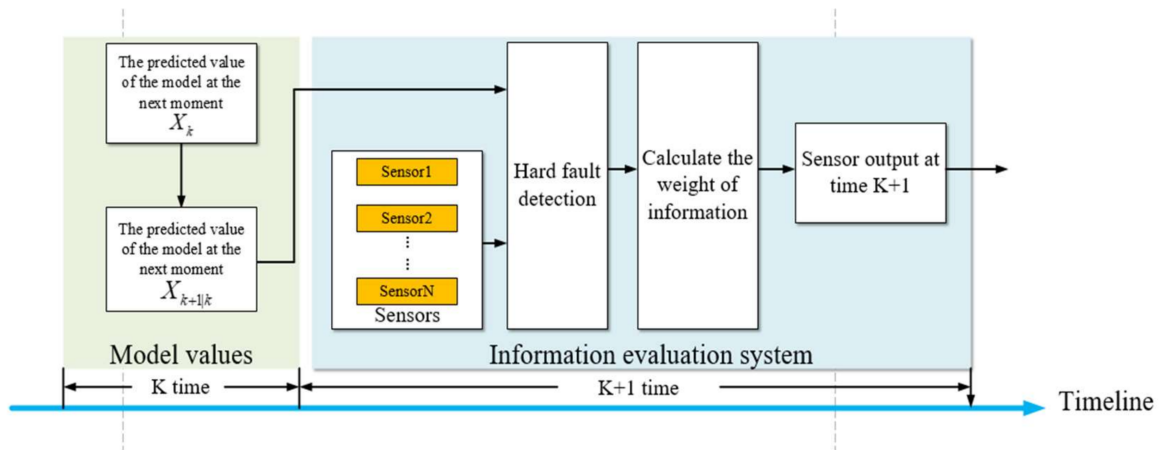 The predicted value
of the model at the
next moment
X_k
The predicted value
of the model at the
next moment
X_{k+1|k}
Model values
Sensor1
Sensor2
SensorN
Sensors
Hard fault
detection
Calculate the
weight of
information
Sensor output at
time K+1
Information evaluation system
K time
K+1 time
Timeline